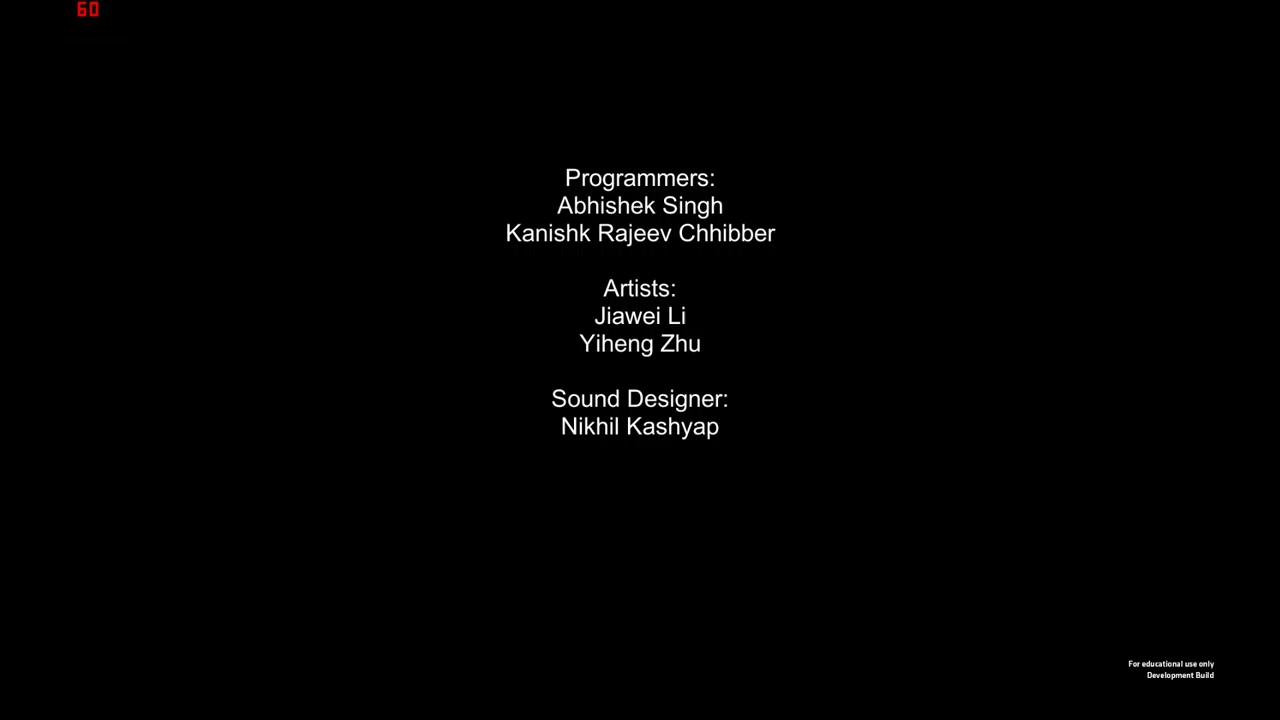 60
Programmers:
Abhishek Singh
Kanishk Rajeev Chhibber
Artists:
Jiawei Li
Yiheng Zhu
Sound Designer:
Nikhil Kashyap
For educational use only
Development Build